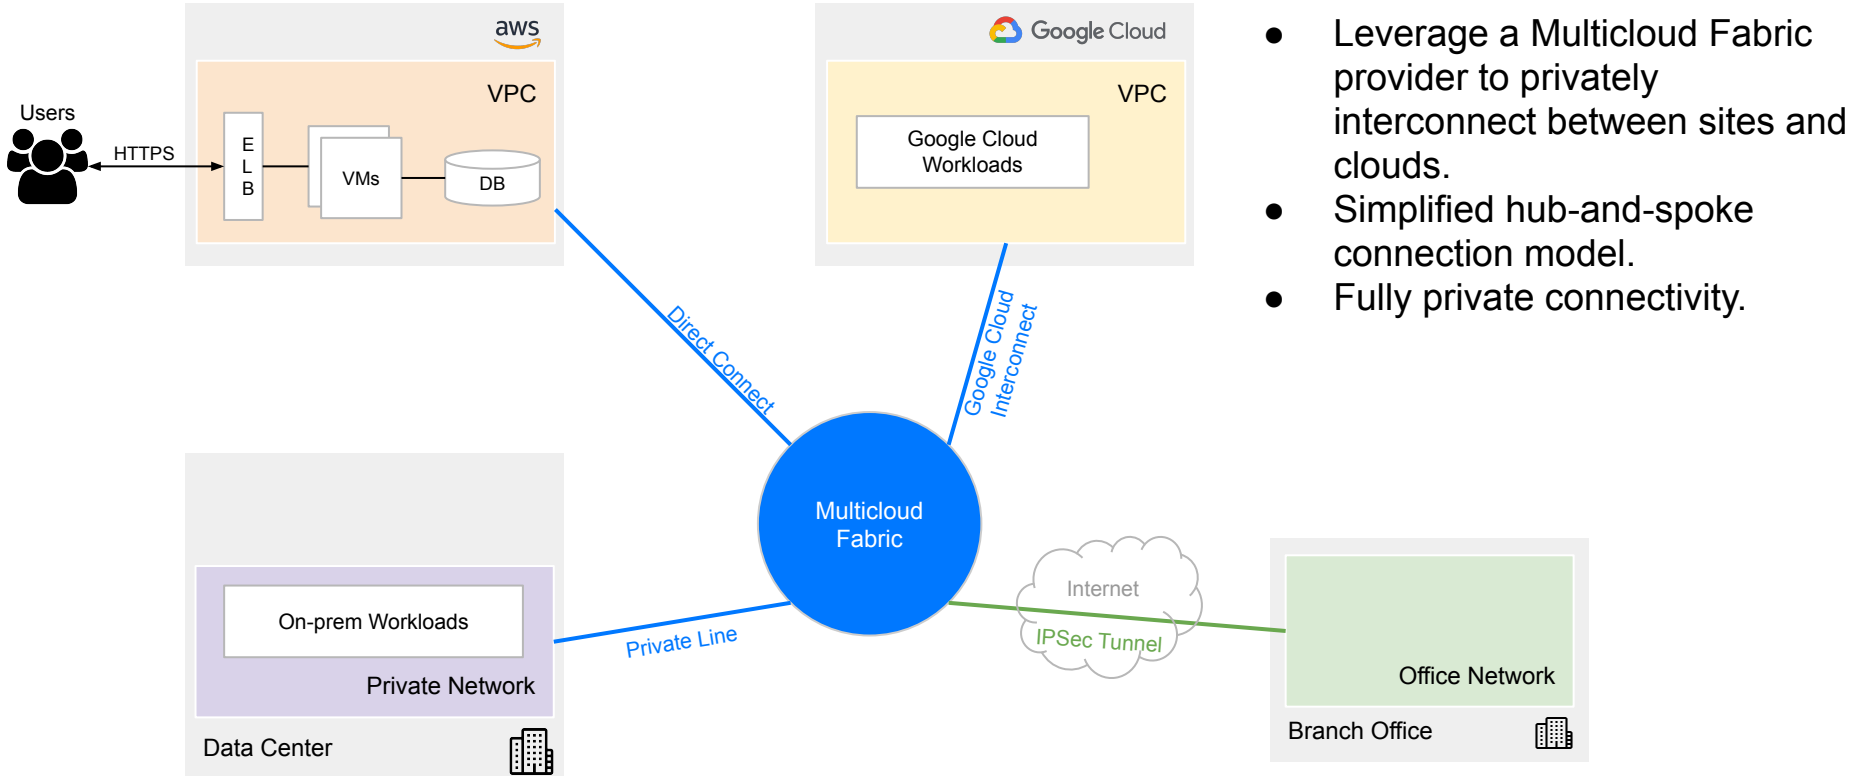 aws
VPC
Users
HTTPS
E
L
B
VMs
DB
Google Cloud
VPC
Google Cloud
Workloads
● Leverage a Multicloud Fabric
provider to privately
interconnect between sites and
clouds.
● Simplified hub-and-spoke
connection model.
● Fully private connectivity.
Direct Connect
Google Cloud
Interconnect
Multicloud
Fabric
On-prem Workloads
Private Network
Data Center
Private Line
Internet
IPSec Tunnel
Office Network
Branch Office